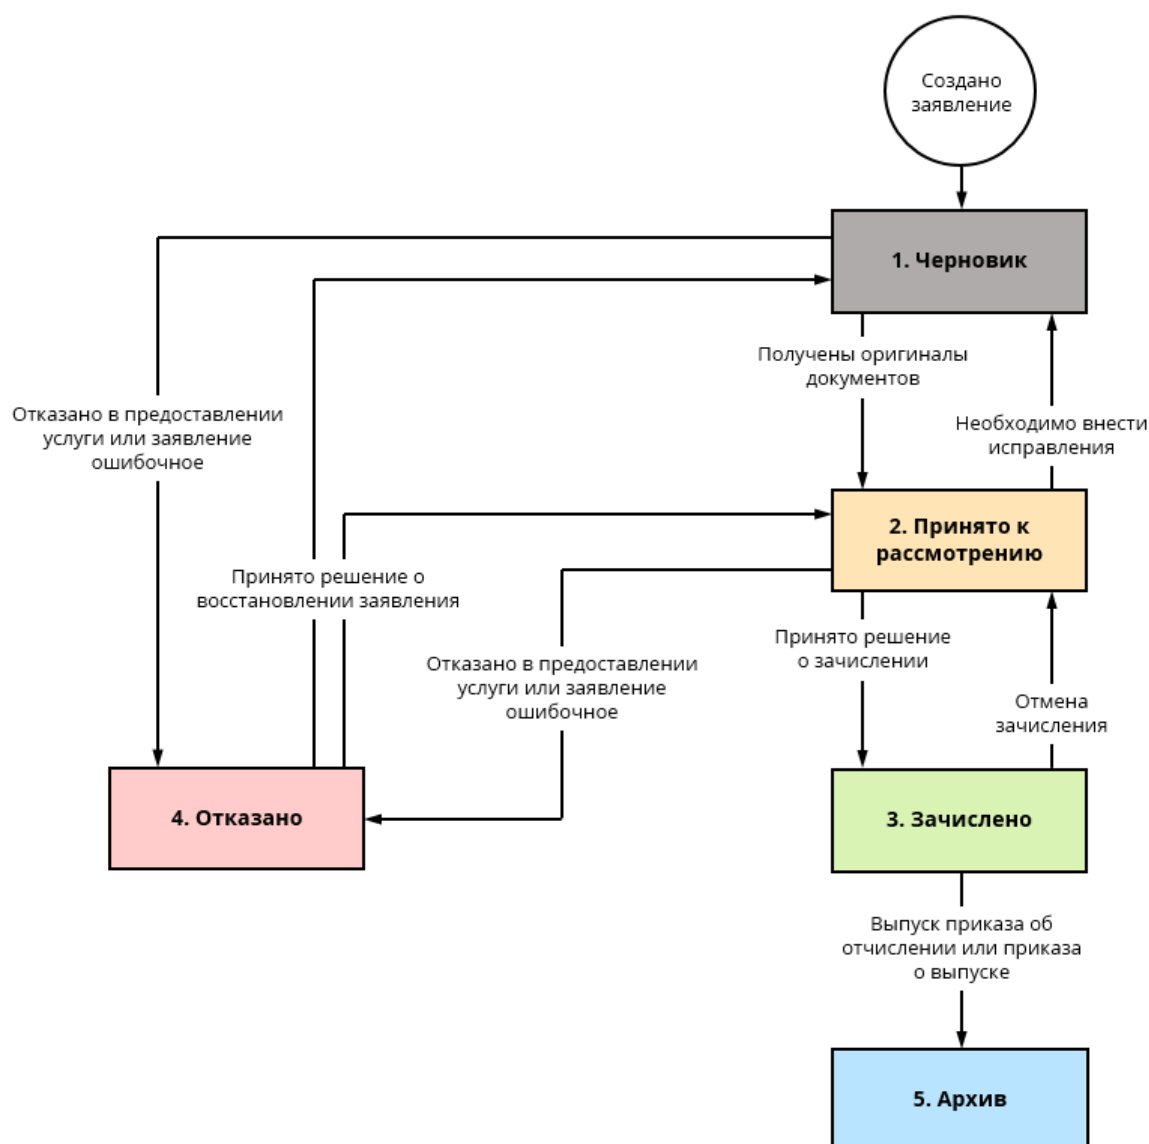 Создано
заявление
1. Черновик
Получены оригиналы
документов
Отказано в предоставлении
услуги или заявление
ошибочное
Необходимо внести
исправления
2. Принято к
рассмотрению
Принято решение о
восстановлении заявления
Принято решение
о зачислении
Отказано в предоставлении
услуги или заявление
ошибочное
Отмена
зачисления
4. Отказано
3. Зачислено
Выпуск приказа об
отчислении или приказа
о выпуске
5. Архив